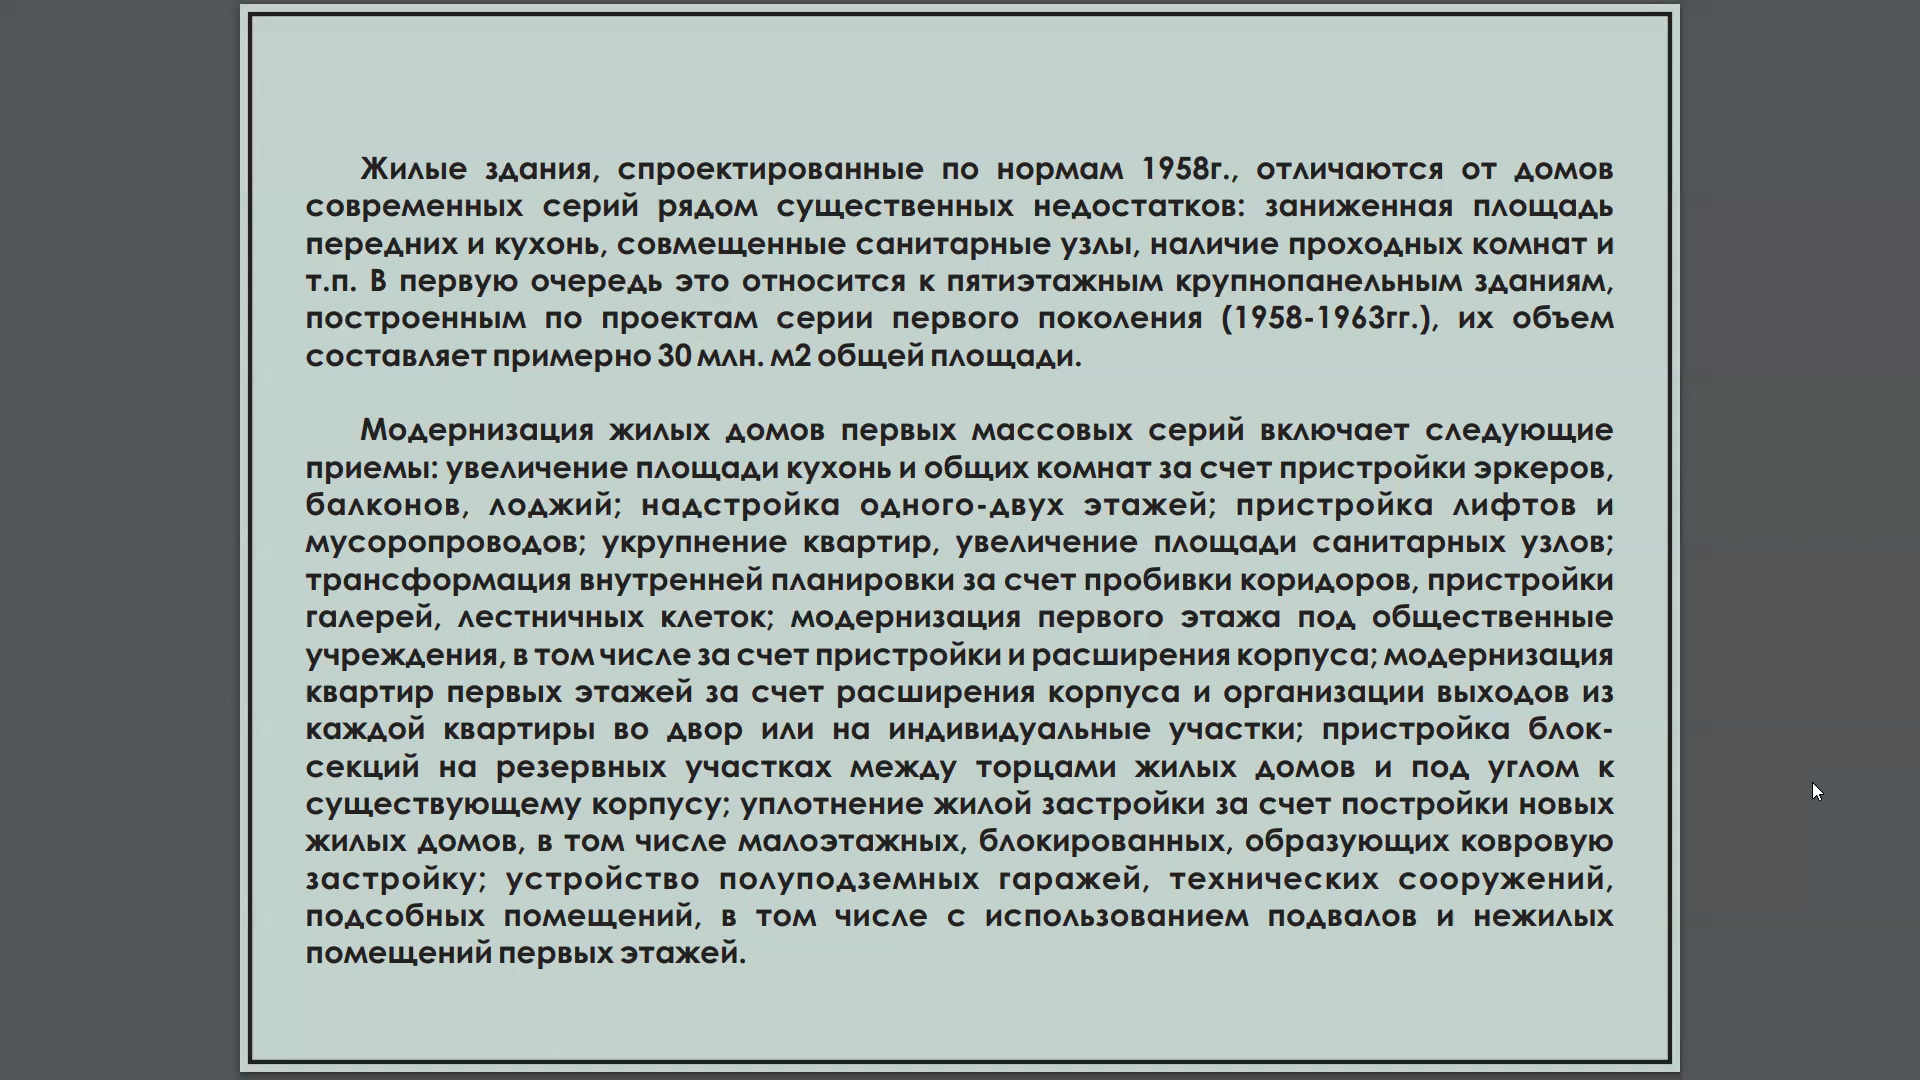 Жилые здания, спроектированные по нормам 1958г., отличаются от домов
современных серий рядом существенных недостатков: заниженная площадь
передних и кухонь, совмещенные санитарные узлы, наличие проходных комнат и
т.п. В первую очередь это относится к пятиэтажным крупнопанельным зданиям,
построенным по проектам серии первого поколения (1958-1963гг.), их объем
составляет примерно 30 млн. м2 общей площади.
Модернизация жилых домов первых массовых серий включает следующие
приемы: увеличение площади кухонь и общих комнат за счет пристройки эркеров,
балконов, лоджий; надстройка одного-двух этажей; пристройка лифтов и
мусоропроводов; укрупнение квартир, увеличение площади санитарных узлов;
трансформация внутренней планировки за счет пробивки коридоров, пристройки
галерей, лестничных клеток; модернизация первого этажа под общественные
учреждения, в том числе за счет пристройки и расширения корпуса; модернизация
квартир первых этажей за счет расширения корпуса и организации выходов из
каждой квартиры во двор или на индивидуальные участки; пристройка блок-
секций на резервных участках между торцами жилых домов и под углом к
существующему корпусу; уплотнение жилой застройки за счет постройки новых
жилых домов, в том числе малоэтажных, блокированных, образующих ковровую
застройку; устройство полуподземных гаражей, технических сооружений,
подсобных помещений, в том числе с использованием подвалов и нежилых
помещений первых этажей.